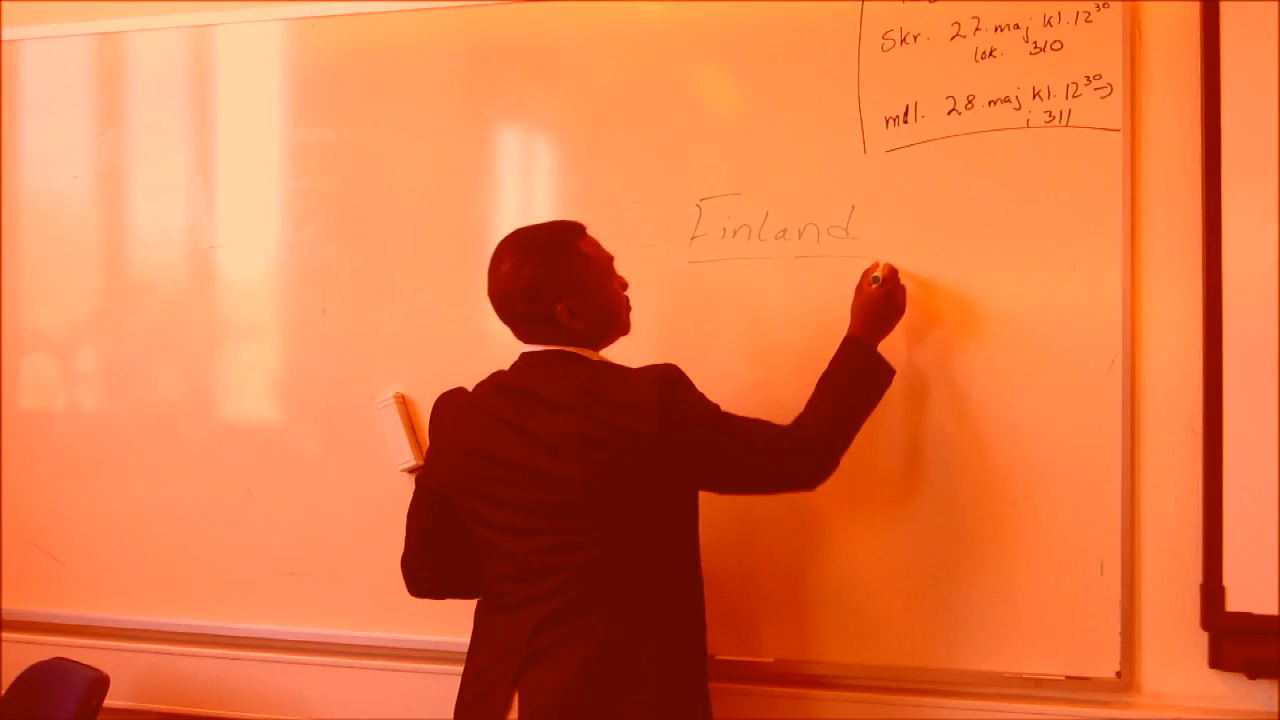 Skr. 27. maj kl. 12³⁰
lok. 310
mdl. 28. maj kl. 12³⁰→
i 311
Finland